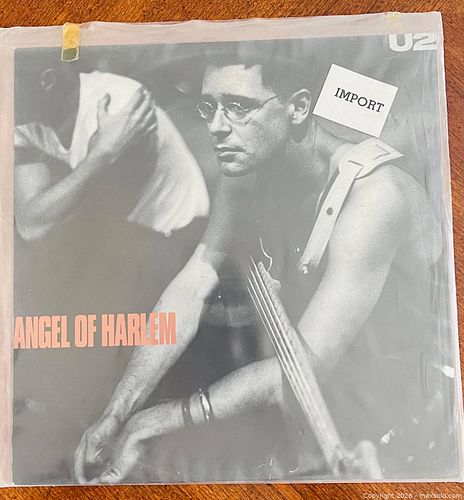 U2
IMPORT
ANGEL OF HARLEM
Copyright 2026 - maxsold.com